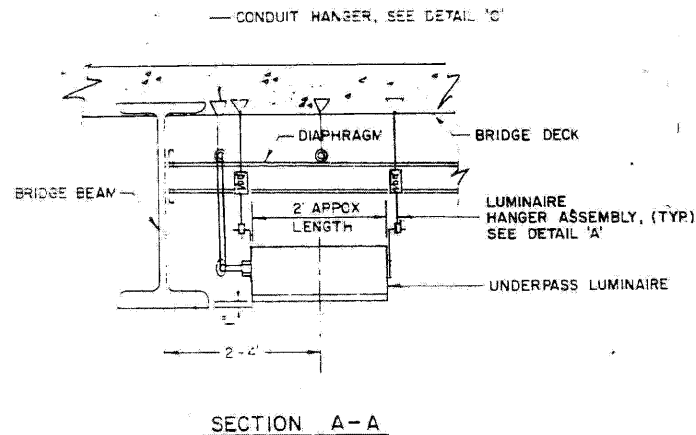 CONDUIT HANGER, SEE DETAIL 'C'
DIAPHRAGM
BRIDGE DECK
BRIDGE BEAM
2' APPOX
LENGTH
LUMINAIRE
HANGER ASSEMBLY, (TYP.)
SEE DETAIL 'A'
UNDERPASS LUMINAIRE
SECTION A-A